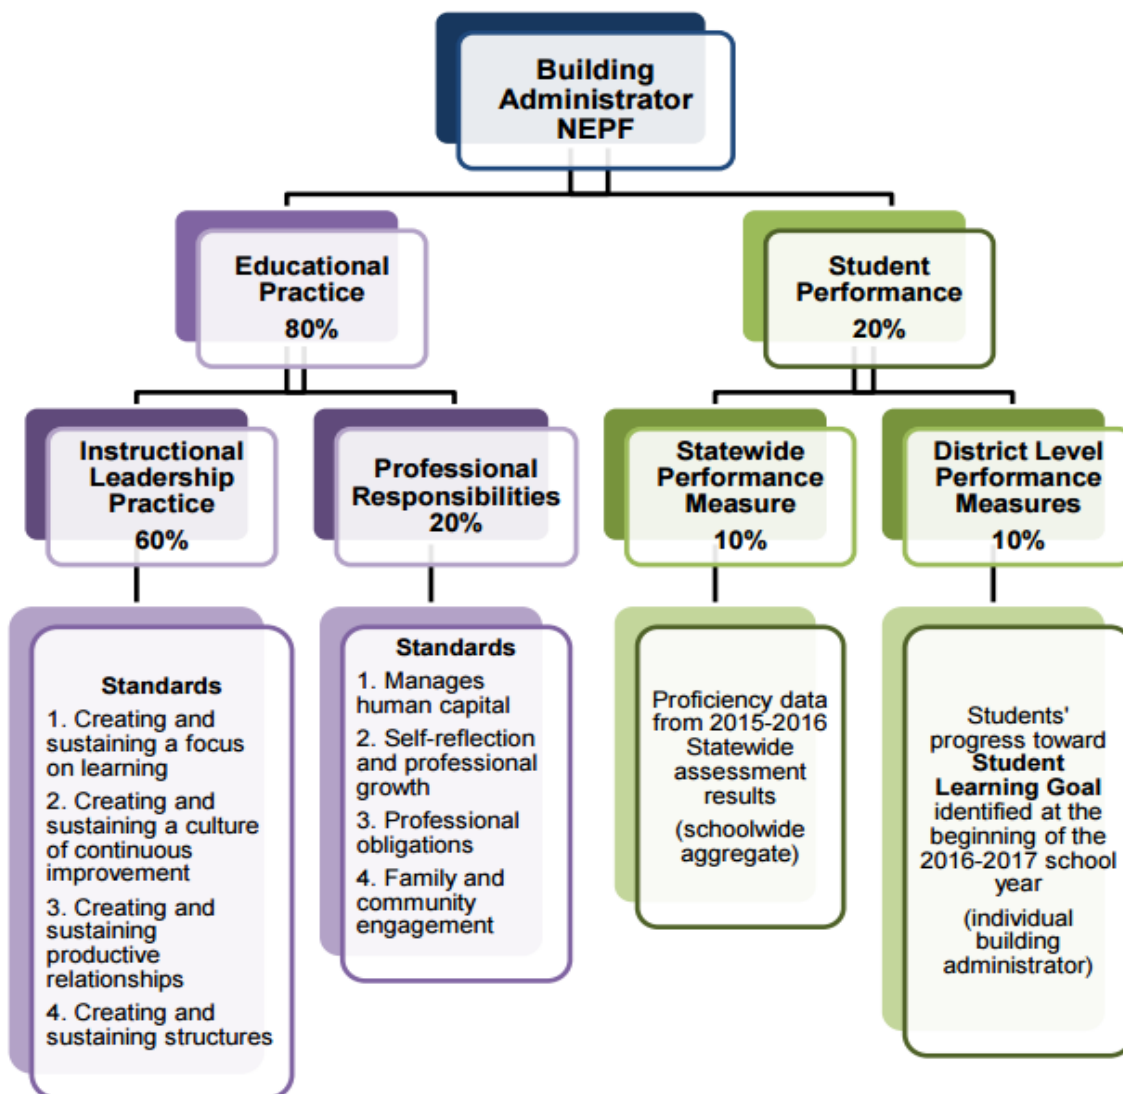 Building
Administrator
NEPF
Educational
Practice
80%
Student
Performance
20%
Instructional
Leadership
Practice
60%
Professional
Responsibilities
20%
Statewide
Performance
Measure
10%
District Level
Performance
Measures
10%
Standards
1. Creating and
sustaining a focus
on learning
2. Creating and
sustaining a culture
of continuous
improvement
3. Creating and
sustaining
productive
relationships
4. Creating and
sustaining structures
Standards
1. Manages
human capital
2. Self-reflection
and professional
growth
3. Professional
obligations
4. Family and
community
engagement
Proficiency data
from 2015-2016
Statewide
assessment
results
(schoolwide
aggregate)
Students'
progress toward
Student
Learning Goal
identified at the
beginning of the
2016-2017 school
year
(individual
building
administrator)